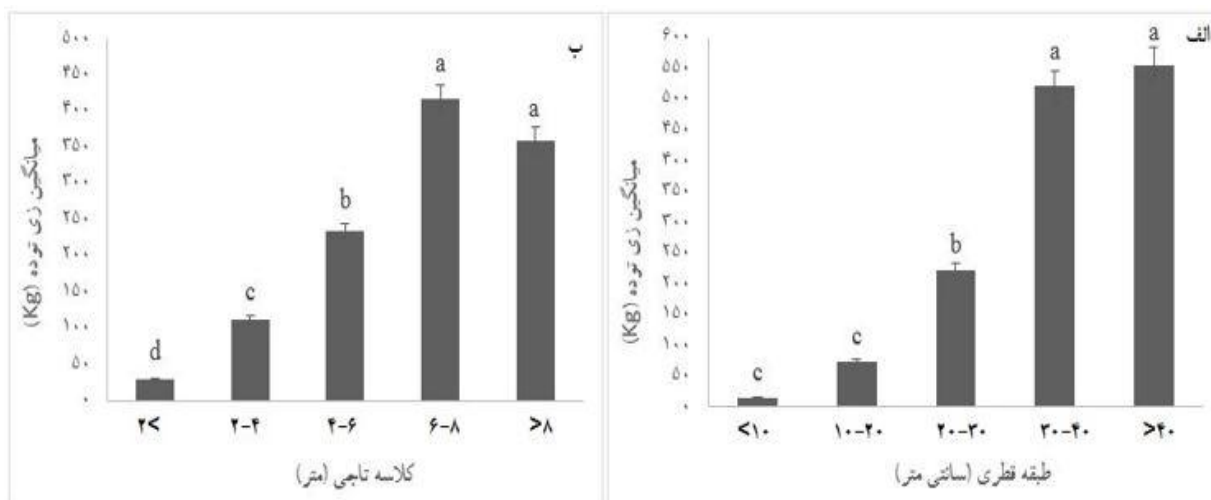 الف
میانگین زی توده (Kg)
۶۰۰
۵۵۰
۵۰۰
۴۵۰
۴۰۰
۳۵۰
۳۰۰
۲۵۰
۲۰۰
۱۵۰
۱۰۰
۵۰
۰
c
c
b
a
a
<۱۰
۱۰-۲۰
۲۰-۳۰
۳۰-۴۰
>۴۰
طبقه قطری (سانتی متر)
ب
میانگین زی توده (Kg)
۵۰۰
۴۵۰
۴۰۰
۳۵۰
۳۰۰
۲۵۰
۲۰۰
۱۵۰
۱۰۰
۵۰
۰
d
c
b
a
a
۲>
۲-۴
۴-۶
۶-۸
>۸
کلاسه تاجی (متر)